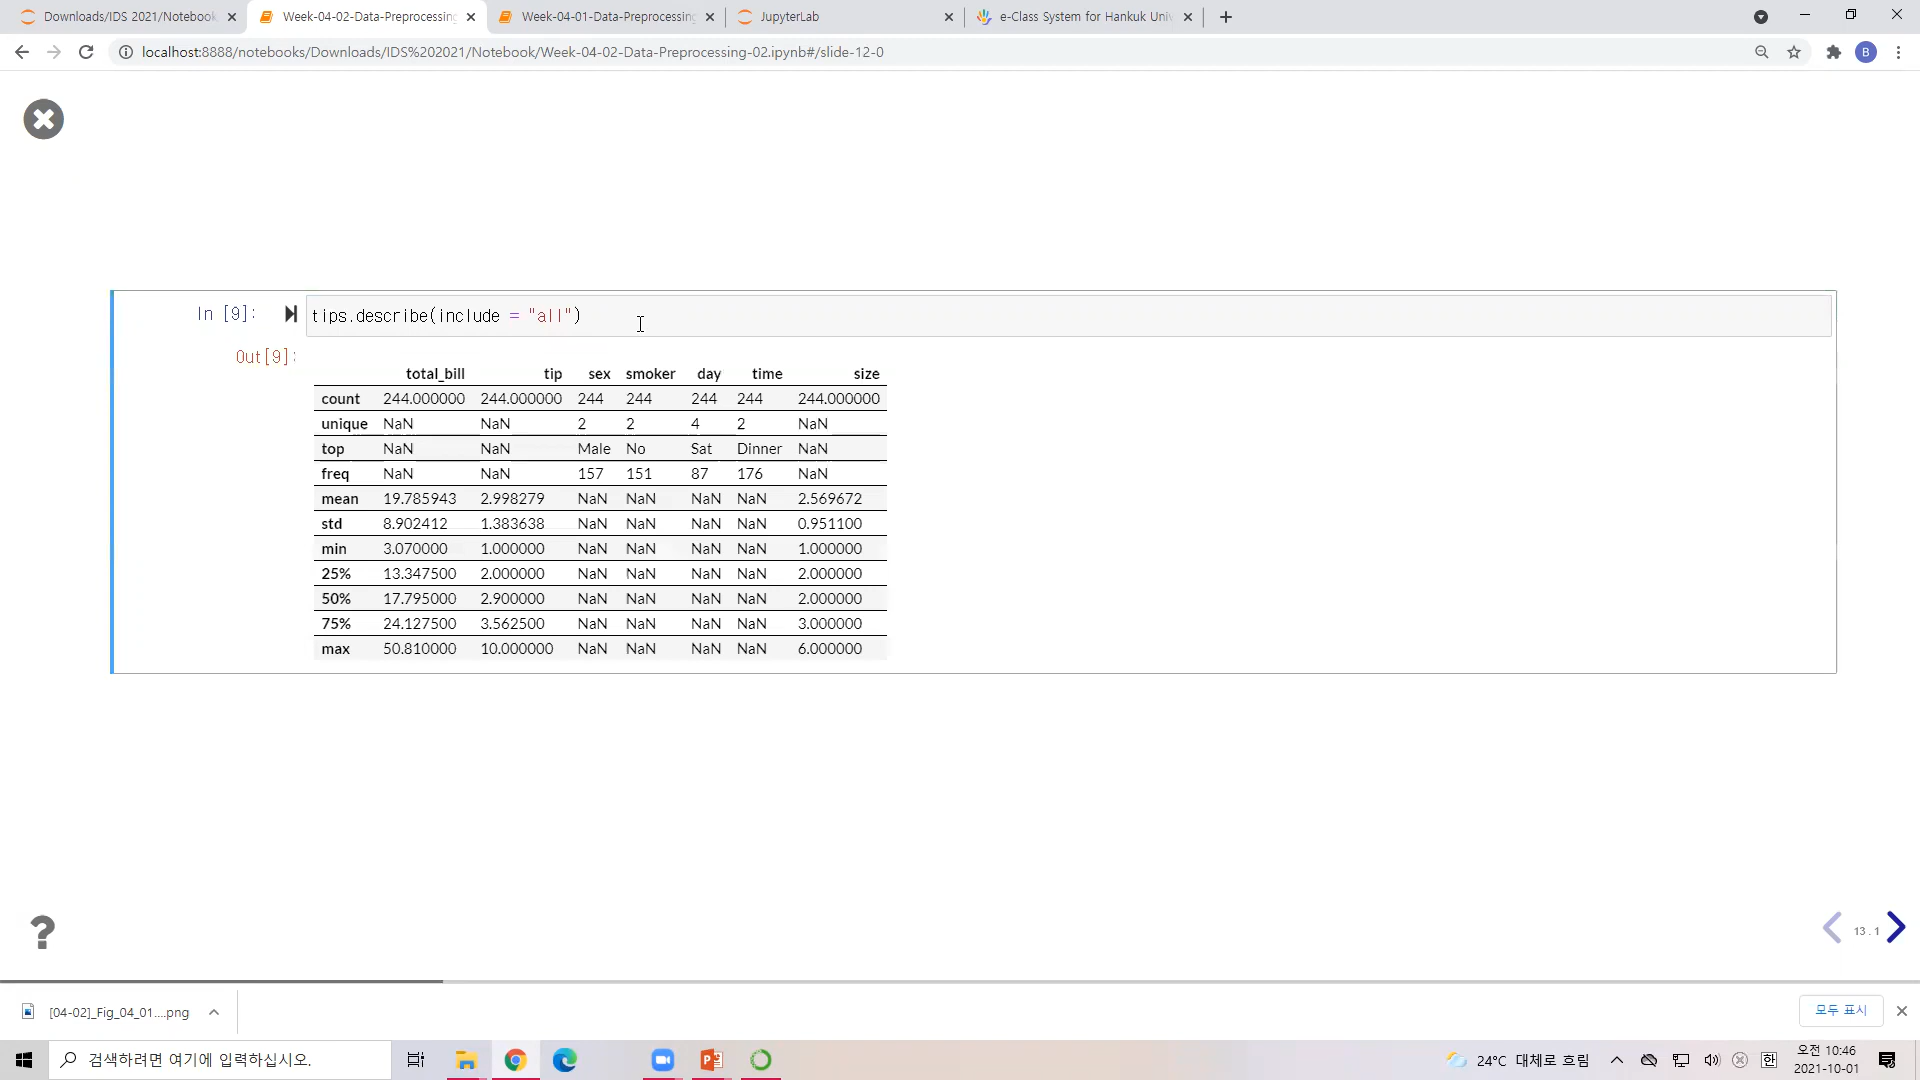 Downloads/IDS 2021/Notebook
Week-04-02-Data-Preprocessing
Week-04-01-Data-Preprocessing
JupyterLab
e-Class System for Hankuk Univ
localhost:8888/notebooks/Downloads/IDS%202021/Notebook/Week-04-02-Data-Preprocessing-02.ipynb#/slide-12-0
B
In [9]: tips.describe(include = "all")
Out[9]:
total_bill tip sex smoker day time size
count 244.000000 244.000000 244 244 244 244 244.000000
unique NaN NaN 2 2 4 2 NaN
top NaN NaN Male No Sat Dinner NaN
freq NaN NaN 157 151 87 176 NaN
mean 19.785943 2.998279 NaN NaN NaN NaN 2.569672
std 8.902412 1.383638 NaN NaN NaN NaN 0.951100
min 3.070000 1.000000 NaN NaN NaN NaN 1.000000
25% 13.347500 2.000000 NaN NaN NaN NaN 2.000000
50% 17.795000 2.900000 NaN NaN NaN NaN 2.000000
75% 24.127500 3.562500 NaN NaN NaN NaN 3.000000
max 50.810000 10.000000 NaN NaN NaN NaN 6.000000
?
13.1
[04-02]_Fig_04_01....png
모두 표시
검색하려면 여기에 입력하십시오.
24°C 대체로 흐림
한
오전 10:46
2021-10-01